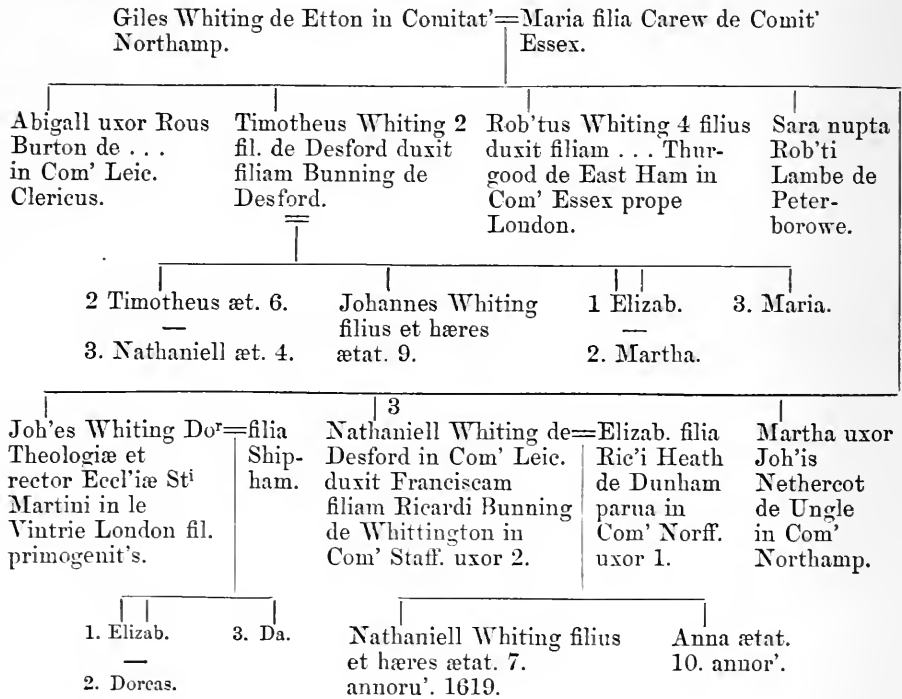 Giles Whiting de Etton in Comitat'=Maria filia Carew de Comit'
Northamp. Essex.
Abigall uxor Rous
Burton de . . .
in Com' Leic.
Clericus.
Timotheus Whiting 2
fil. de Desford duxit
filiam Bunning de
Desford.
Rob'tus Whiting 4 filius
duxit filiam . . . Thur-
good de East Ham in
Com' Essex prope
London.
Sara nupta
Rob'ti
Lambe de
Peter-
borowe.
2 Timotheus æt. 6.
—
3. Nathaniell æt. 4.
Johannes Whiting
filius et hæres
ætat. 9.
1 Elizab.
—
2. Martha.
3. Maria.
Joh'es Whiting Doʳ=filia
Theologiæ et
rector Eccl'iæ Stⁱ
Martini in le
Vintrie London fil.
primogenit's.
Ship-
ham.
3
Nathaniell Whiting de=Elizab. filia
Desford in Com' Leic.
duxit Franciscam
filiam Ricardi Bunning
de Whittington in
Com' Staff. uxor 2.
Ric'i Heath
de Dunham
parua in
Com' Norff.
uxor 1.
Martha uxor
Joh'is
Nethercot
de Ungle
in Com'
Northamp.
1. Elizab.
—
2. Dorcas.
3. Da.
Nathaniell Whiting filius
et hæres ætat. 7.
annoru'. 1619.
Anna ætat.
10. annor'.